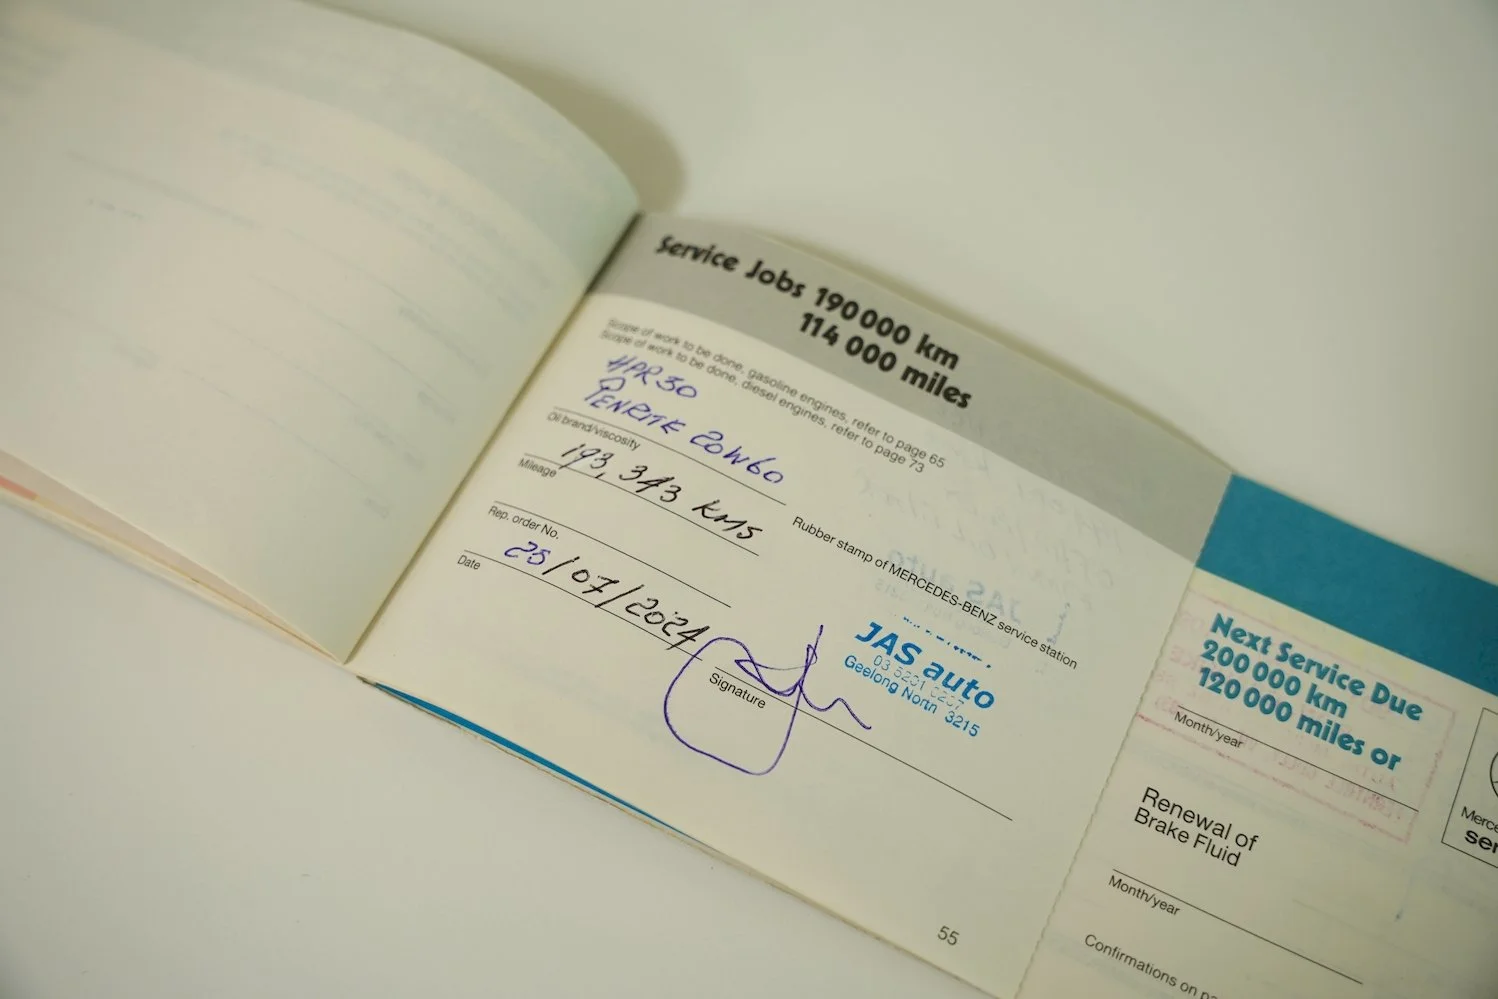 Service Jobs 190 000 km
114 000 miles
Scope of work to be done, gasoline engines, refer to page 65
Scope of work to be done, diesel engines, refer to page 73
HPR 30
PENRITE 20W60
Oil brand/viscosity
193,343 KMS
Mileage
Rep. order No.
/07/2024
Date
Signature
Rubber stamp of MERCEDES-BENZ service station
JAS auto
Geelong North 3215
55
Next Service Due
200 000 km
120 000 miles or
Month/year
Renewal of
Brake Fluid
Month/year
Confirmations on